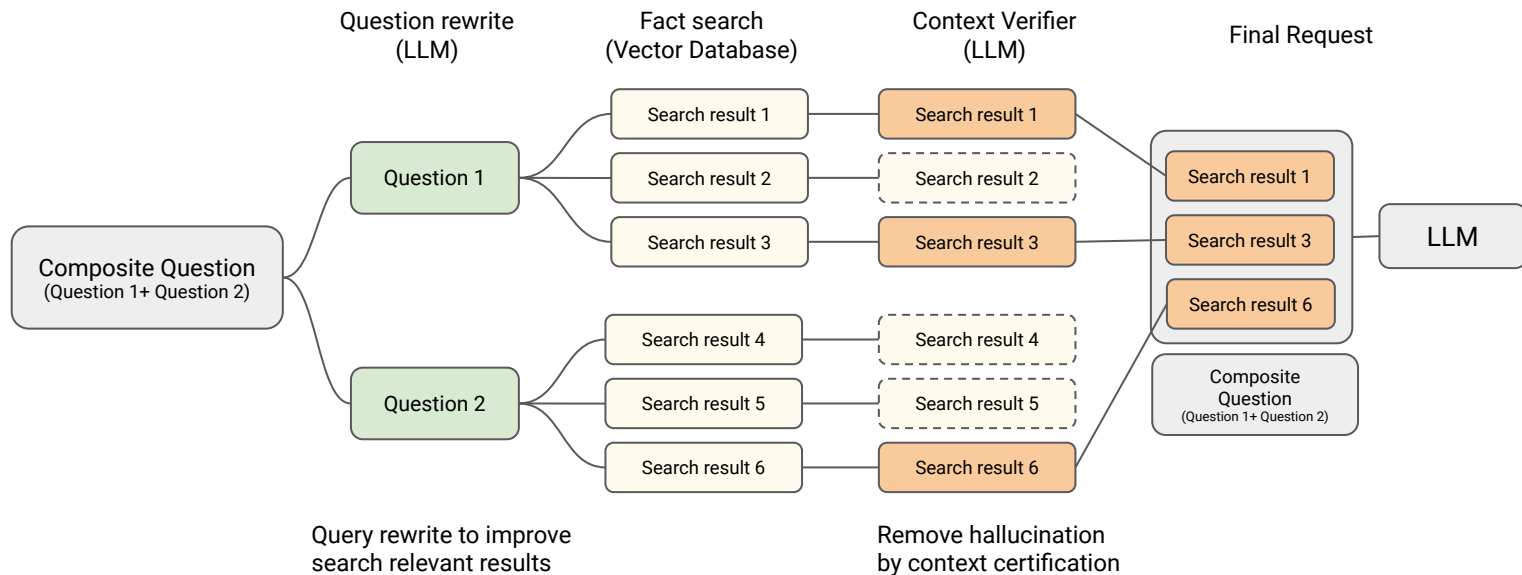 Question rewrite
(LLM)
Fact search
(Vector Database)
Context Verifier
(LLM)
Final Request
Composite Question
(Question 1+ Question 2)
Question 1
Question 2
Search result 1
Search result 2
Search result 3
Search result 4
Search result 5
Search result 6
Search result 1
Search result 2
Search result 3
Search result 4
Search result 5
Search result 6
Search result 1
Search result 3
Search result 6
Composite
Question
(Question 1+ Question 2)
LLM
Query rewrite to improve
search relevant results
Remove hallucination
by context certification